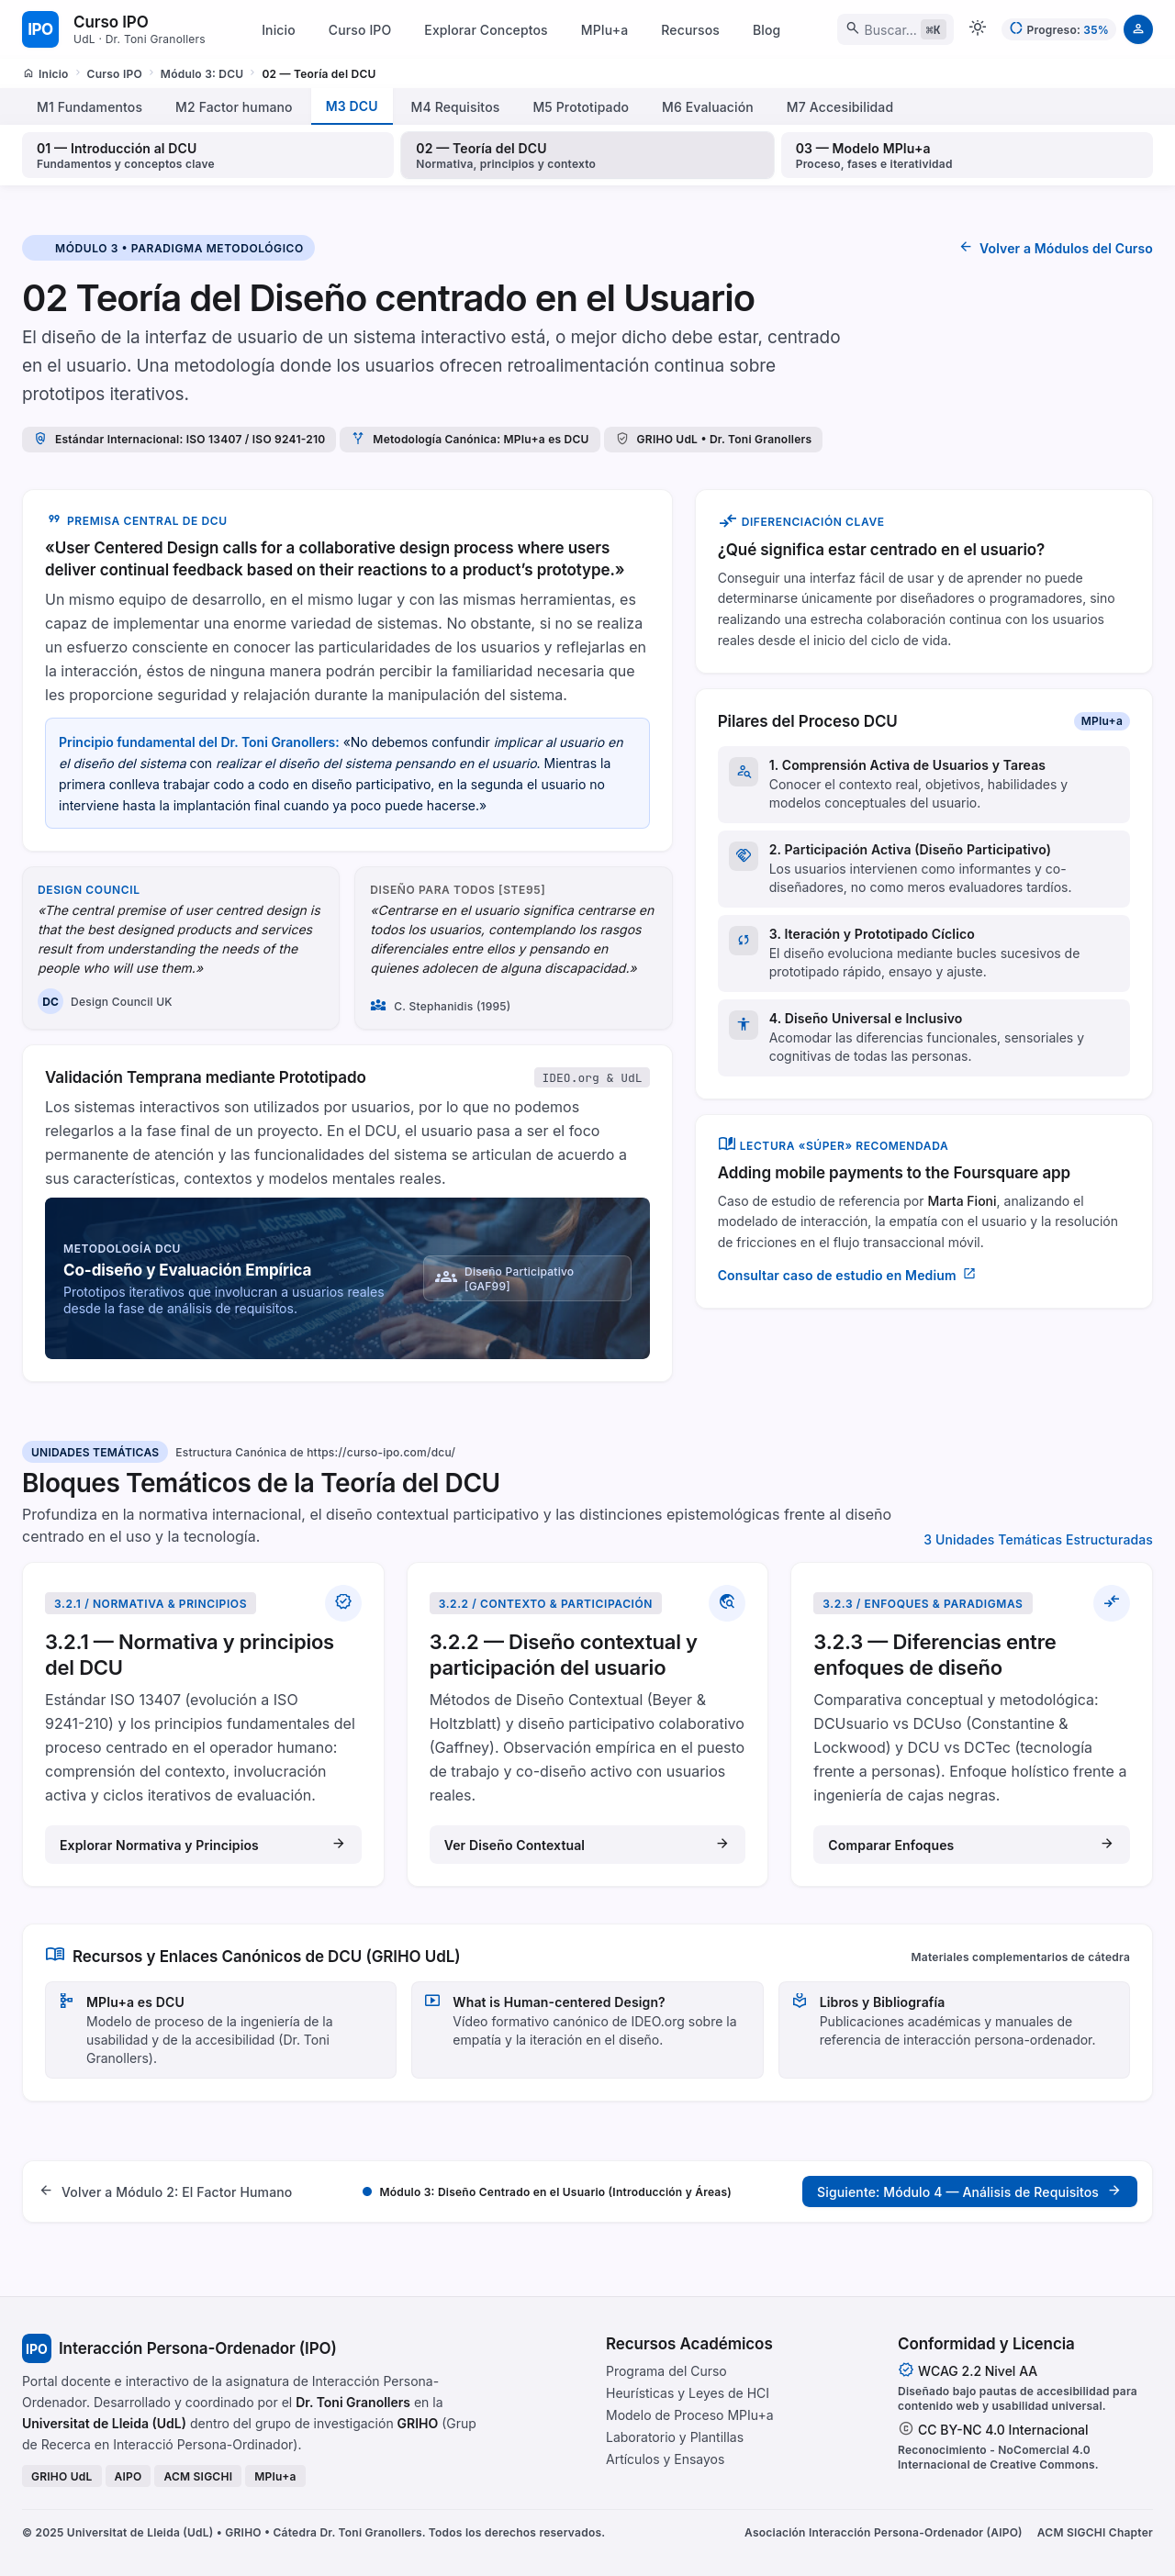 IPO
Curso IPO
UdL · Dr. Toni Granollers
Inicio
Curso IPO
Explorar Conceptos
MPIu+a
Recursos
Blog
Buscar...
⌘K
Progreso: 35%
Inicio
Curso IPO
Módulo 3: DCU
02 — Teoría del DCU
M1 Fundamentos
M2 Factor humano
M3 DCU
M4 Requisitos
M5 Prototipado
M6 Evaluación
M7 Accesibilidad
01 — Introducción al DCU
Fundamentos y conceptos clave
02 — Teoría del DCU
Normativa, principios y contexto
03 — Modelo MPIu+a
Proceso, fases e iteratividad
MÓDULO 3 • PARADIGMA METODOLÓGICO
Volver a Módulos del Curso
02 Teoría del Diseño centrado en el Usuario
El diseño de la interfaz de usuario de un sistema interactivo está, o mejor dicho debe estar, centrado
en el usuario. Una metodología donde los usuarios ofrecen retroalimentación continua sobre
prototipos iterativos.
Estándar Internacional: ISO 13407 / ISO 9241-210
Metodología Canónica: MPIu+a es DCU
GRIHO UdL • Dr. Toni Granollers
PREMISA CENTRAL DE DCU
«User Centered Design calls for a collaborative design process where users
deliver continual feedback based on their reactions to a product’s prototype.»
Un mismo equipo de desarrollo, en el mismo lugar y con las mismas herramientas, es
capaz de implementar una enorme variedad de sistemas. No obstante, si no se realiza
un esfuerzo consciente en conocer las particularidades de los usuarios y reflejarlas en
la interacción, éstos de ninguna manera podrán percibir la familiaridad necesaria que
les proporcione seguridad y relajación durante la manipulación del sistema.
Principio fundamental del Dr. Toni Granollers: «No debemos confundir implicar al usuario en
el diseño del sistema con realizar el diseño del sistema pensando en el usuario. Mientras la
primera conlleva trabajar codo a codo en diseño participativo, en la segunda el usuario no
interviene hasta la implantación final cuando ya poco puede hacerse.»
DESIGN COUNCIL
«The central premise of user centred design is
that the best designed products and services
result from understanding the needs of the
people who will use them.»
DC
Design Council UK
DISEÑO PARA TODOS [STE95]
«Centrarse en el usuario significa centrarse en
todos los usuarios, contemplando los rasgos
diferenciales entre ellos y pensando en
quienes adolecen de alguna discapacidad.»
C. Stephanidis (1995)
Validación Temprana mediante Prototipado
IDEO.org & UdL
Los sistemas interactivos son utilizados por usuarios, por lo que no podemos
relegarlos a la fase final de un proyecto. En el DCU, el usuario pasa a ser el foco
permanente de atención y las funcionalidades del sistema se articulan de acuerdo a
sus características, contextos y modelos mentales reales.
METODOLOGÍA DCU
Co-diseño y Evaluación Empírica
Prototipos iterativos que involucran a usuarios reales
desde la fase de análisis de requisitos.
Diseño Participativo
[GAF99]
DIFERENCIACIÓN CLAVE
¿Qué significa estar centrado en el usuario?
Conseguir una interfaz fácil de usar y de aprender no puede
determinarse únicamente por diseñadores o programadores, sino
realizando una estrecha colaboración continua con los usuarios
reales desde el inicio del ciclo de vida.
Pilares del Proceso DCU
MPIu+a
1. Comprensión Activa de Usuarios y Tareas
Conocer el contexto real, objetivos, habilidades y
modelos conceptuales del usuario.
2. Participación Activa (Diseño Participativo)
Los usuarios intervienen como informantes y co-
diseñadores, no como meros evaluadores tardíos.
3. Iteración y Prototipado Cíclico
El diseño evoluciona mediante bucles sucesivos de
prototipado rápido, ensayo y ajuste.
4. Diseño Universal e Inclusivo
Acomodar las diferencias funcionales, sensoriales y
cognitivas de todas las personas.
LECTURA «SÚPER» RECOMENDADA
Adding mobile payments to the Foursquare app
Caso de estudio de referencia por Marta Fioni, analizando el
modelado de interacción, la empatía con el usuario y la resolución
de fricciones en el flujo transaccional móvil.
Consultar caso de estudio en Medium
UNIDADES TEMÁTICAS
Estructura Canónica de https://curso-ipo.com/dcu/
Bloques Temáticos de la Teoría del DCU
Profundiza en la normativa internacional, el diseño contextual participativo y las distinciones epistemológicas frente al diseño
centrado en el uso y la tecnología.
3 Unidades Temáticas Estructuradas
3.2.1 / NORMATIVA & PRINCIPIOS
3.2.1 — Normativa y principios
del DCU
Estándar ISO 13407 (evolución a ISO
9241-210) y los principios fundamentales del
proceso centrado en el operador humano:
comprensión del contexto, involucración
activa y ciclos iterativos de evaluación.
Explorar Normativa y Principios
3.2.2 / CONTEXTO & PARTICIPACIÓN
3.2.2 — Diseño contextual y
participación del usuario
Métodos de Diseño Contextual (Beyer &
Holtzblatt) y diseño participativo colaborativo
(Gaffney). Observación empírica en el puesto
de trabajo y co-diseño activo con usuarios
reales.
Ver Diseño Contextual
3.2.3 / ENFOQUES & PARADIGMAS
3.2.3 — Diferencias entre
enfoques de diseño
Comparativa conceptual y metodológica:
DCUsuario vs DCUso (Constantine &
Lockwood) y DCU vs DCTec (tecnología
frente a personas). Enfoque holístico frente a
ingeniería de cajas negras.
Comparar Enfoques
Recursos y Enlaces Canónicos de DCU (GRIHO UdL)
Materiales complementarios de cátedra
MPIu+a es DCU
Modelo de proceso de la ingeniería de la
usabilidad y de la accesibilidad (Dr. Toni
Granollers).
What is Human-centered Design?
Vídeo formativo canónico de IDEO.org sobre la
empatía y la iteración en el diseño.
Libros y Bibliografía
Publicaciones académicas y manuales de
referencia de interacción persona-ordenador.
Volver a Módulo 2: El Factor Humano
Módulo 3: Diseño Centrado en el Usuario (Introducción y Áreas)
Siguiente: Módulo 4 — Análisis de Requisitos
IPO
Interacción Persona-Ordenador (IPO)
Portal docente e interactivo de la asignatura de Interacción Persona-
Ordenador. Desarrollado y coordinado por el Dr. Toni Granollers en la
Universitat de Lleida (UdL) dentro del grupo de investigación GRIHO (Grup
de Recerca en Interacció Persona-Ordinador).
GRIHO UdL
AIPO
ACM SIGCHI
MPIu+a
Recursos Académicos
Programa del Curso
Heurísticas y Leyes de HCI
Modelo de Proceso MPIu+a
Laboratorio y Plantillas
Artículos y Ensayos
Conformidad y Licencia
WCAG 2.2 Nivel AA
Diseñado bajo pautas de accesibilidad para
contenido web y usabilidad universal.
CC BY-NC 4.0 Internacional
Reconocimiento - NoComercial 4.0
Internacional de Creative Commons.
© 2025 Universitat de Lleida (UdL) • GRIHO • Cátedra Dr. Toni Granollers. Todos los derechos reservados.
Asociación Interacción Persona-Ordenador (AIPO)
ACM SIGCHI Chapter